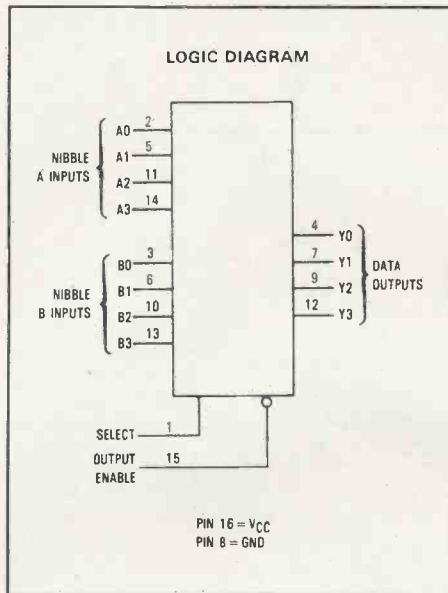 LOGIC DIAGRAM
NIBBLE
A INPUTS
A0 2
A1 5
A2 11
A3 14
NIBBLE
B INPUTS
B0 3
B1 6
B2 10
B3 13
4 Y0
7 Y1
9 Y2
12 Y3
DATA
OUTPUTS
SELECT 1
OUTPUT
ENABLE 15
PIN 16 = VCC
PIN 8 = GND